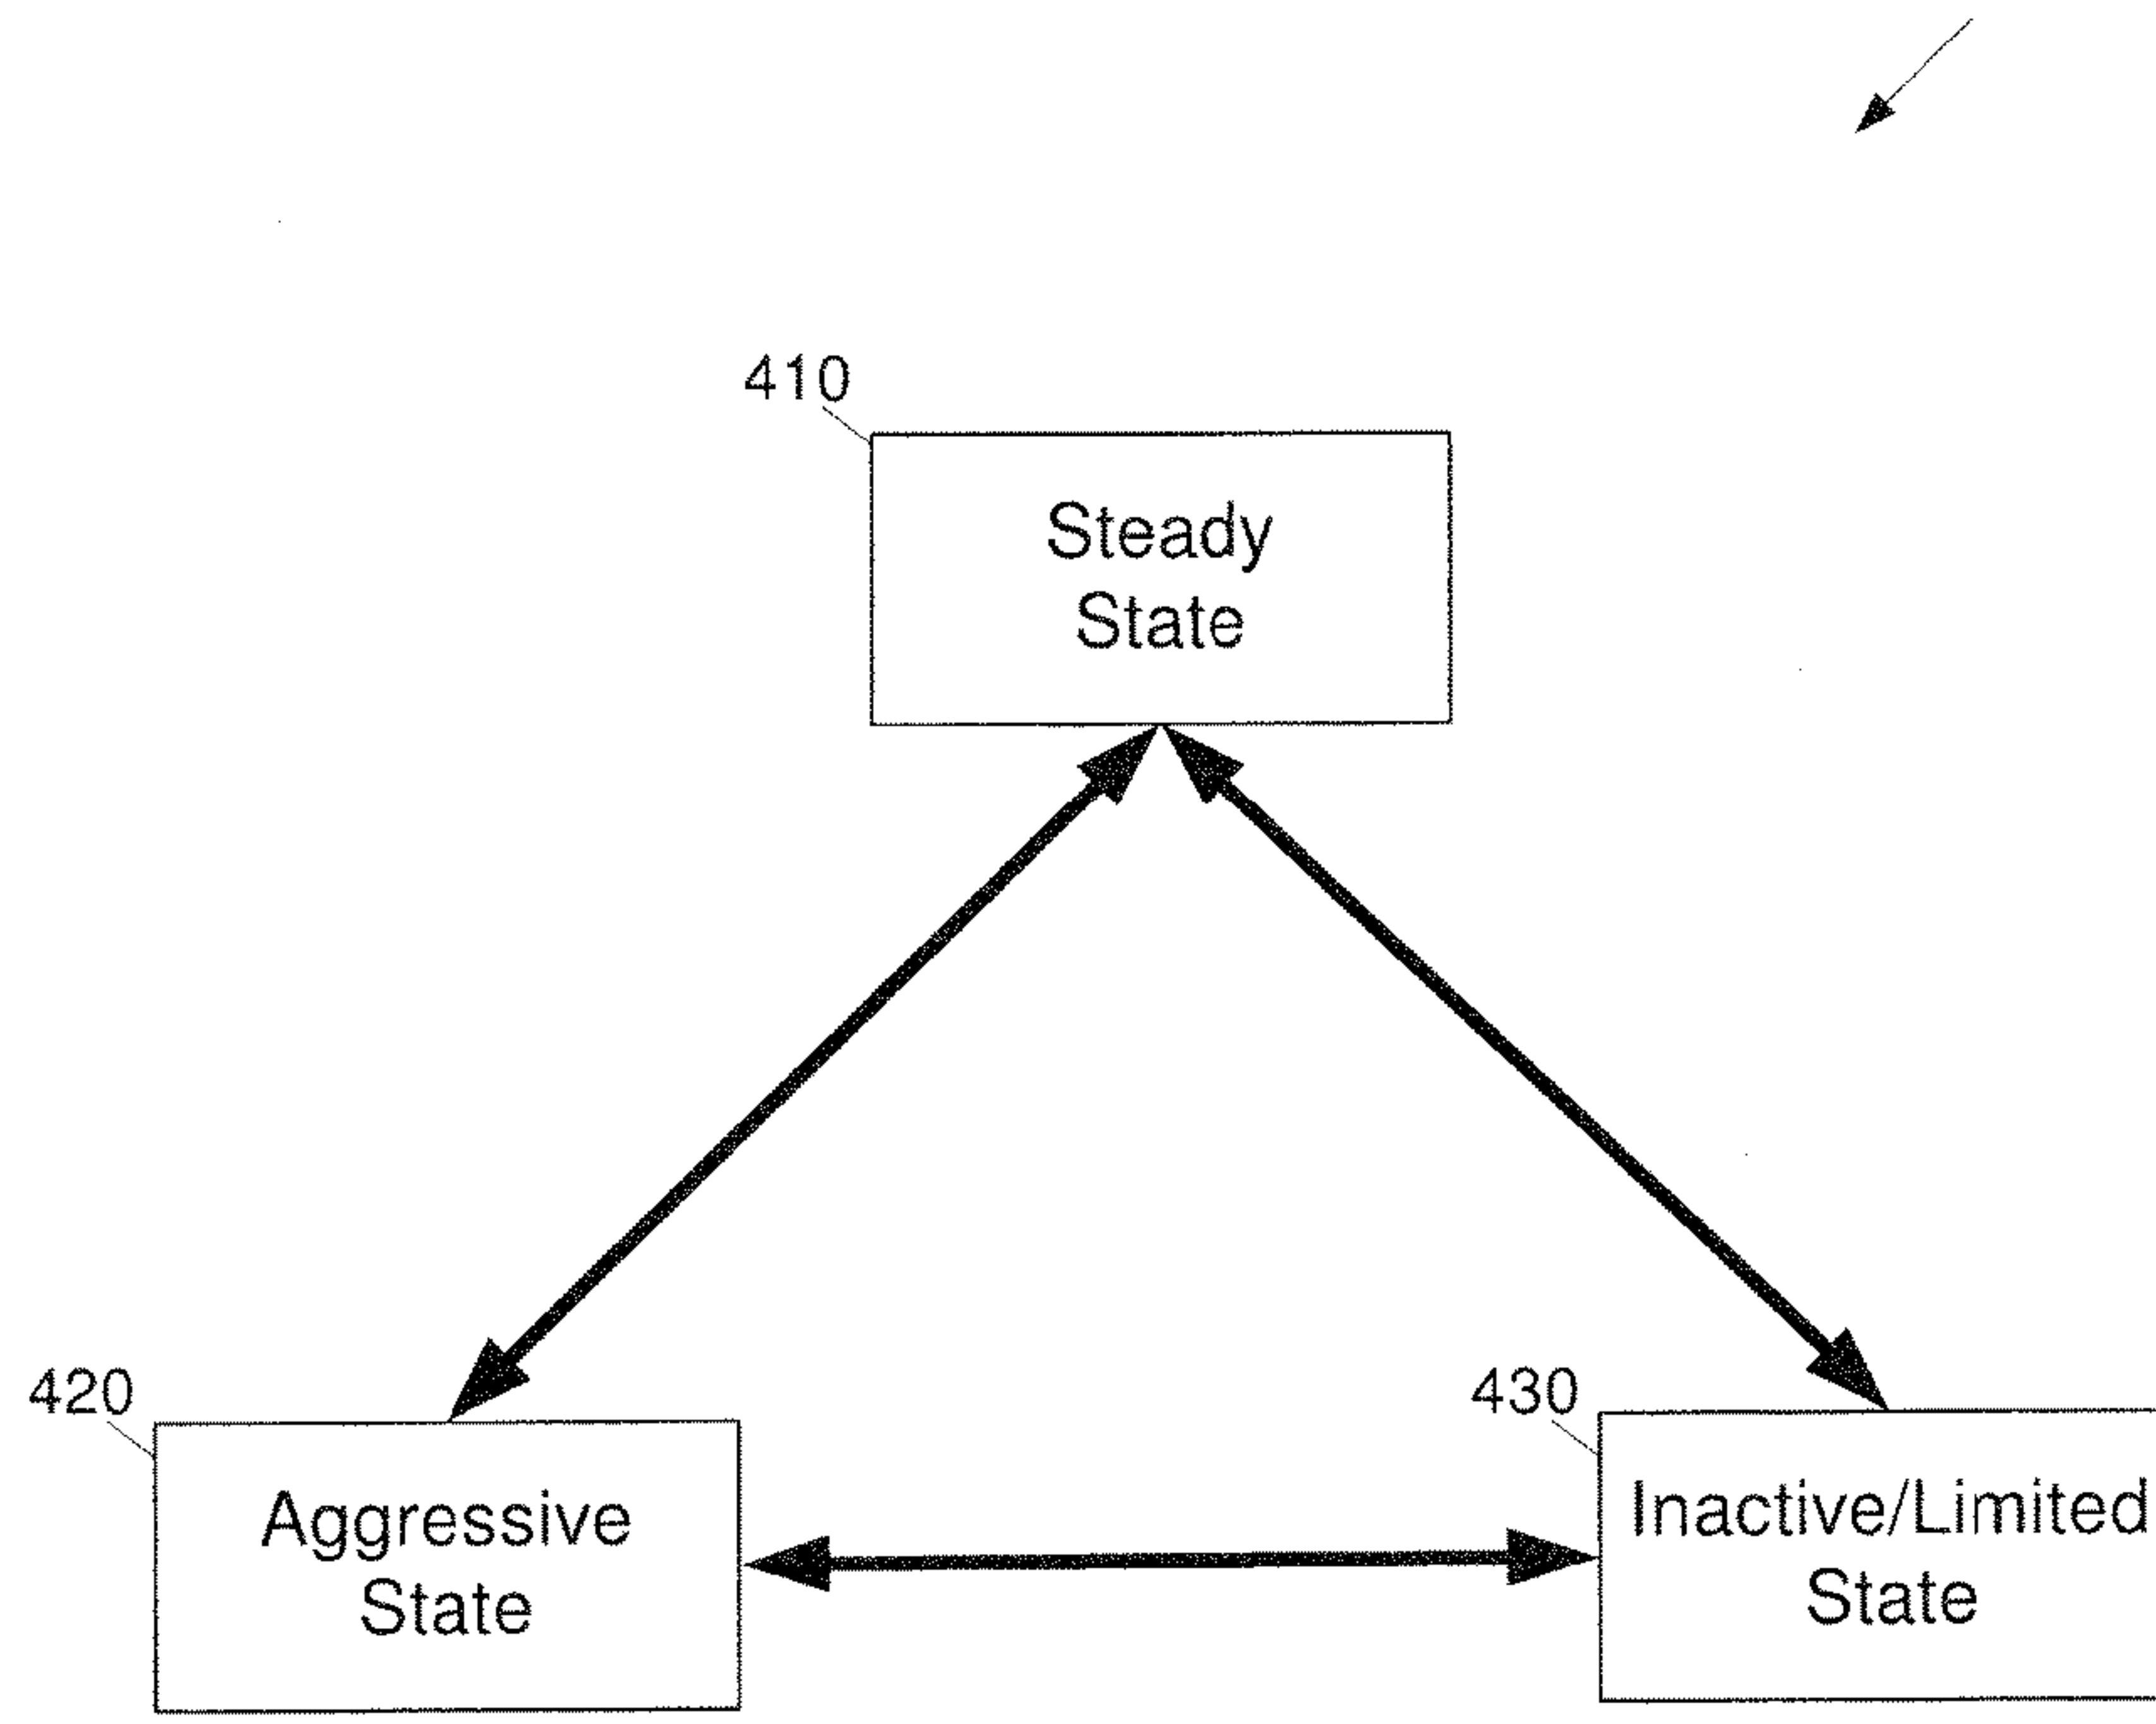 410
Steady
State
420
Aggressive
State
430
Inactive/Limited
State